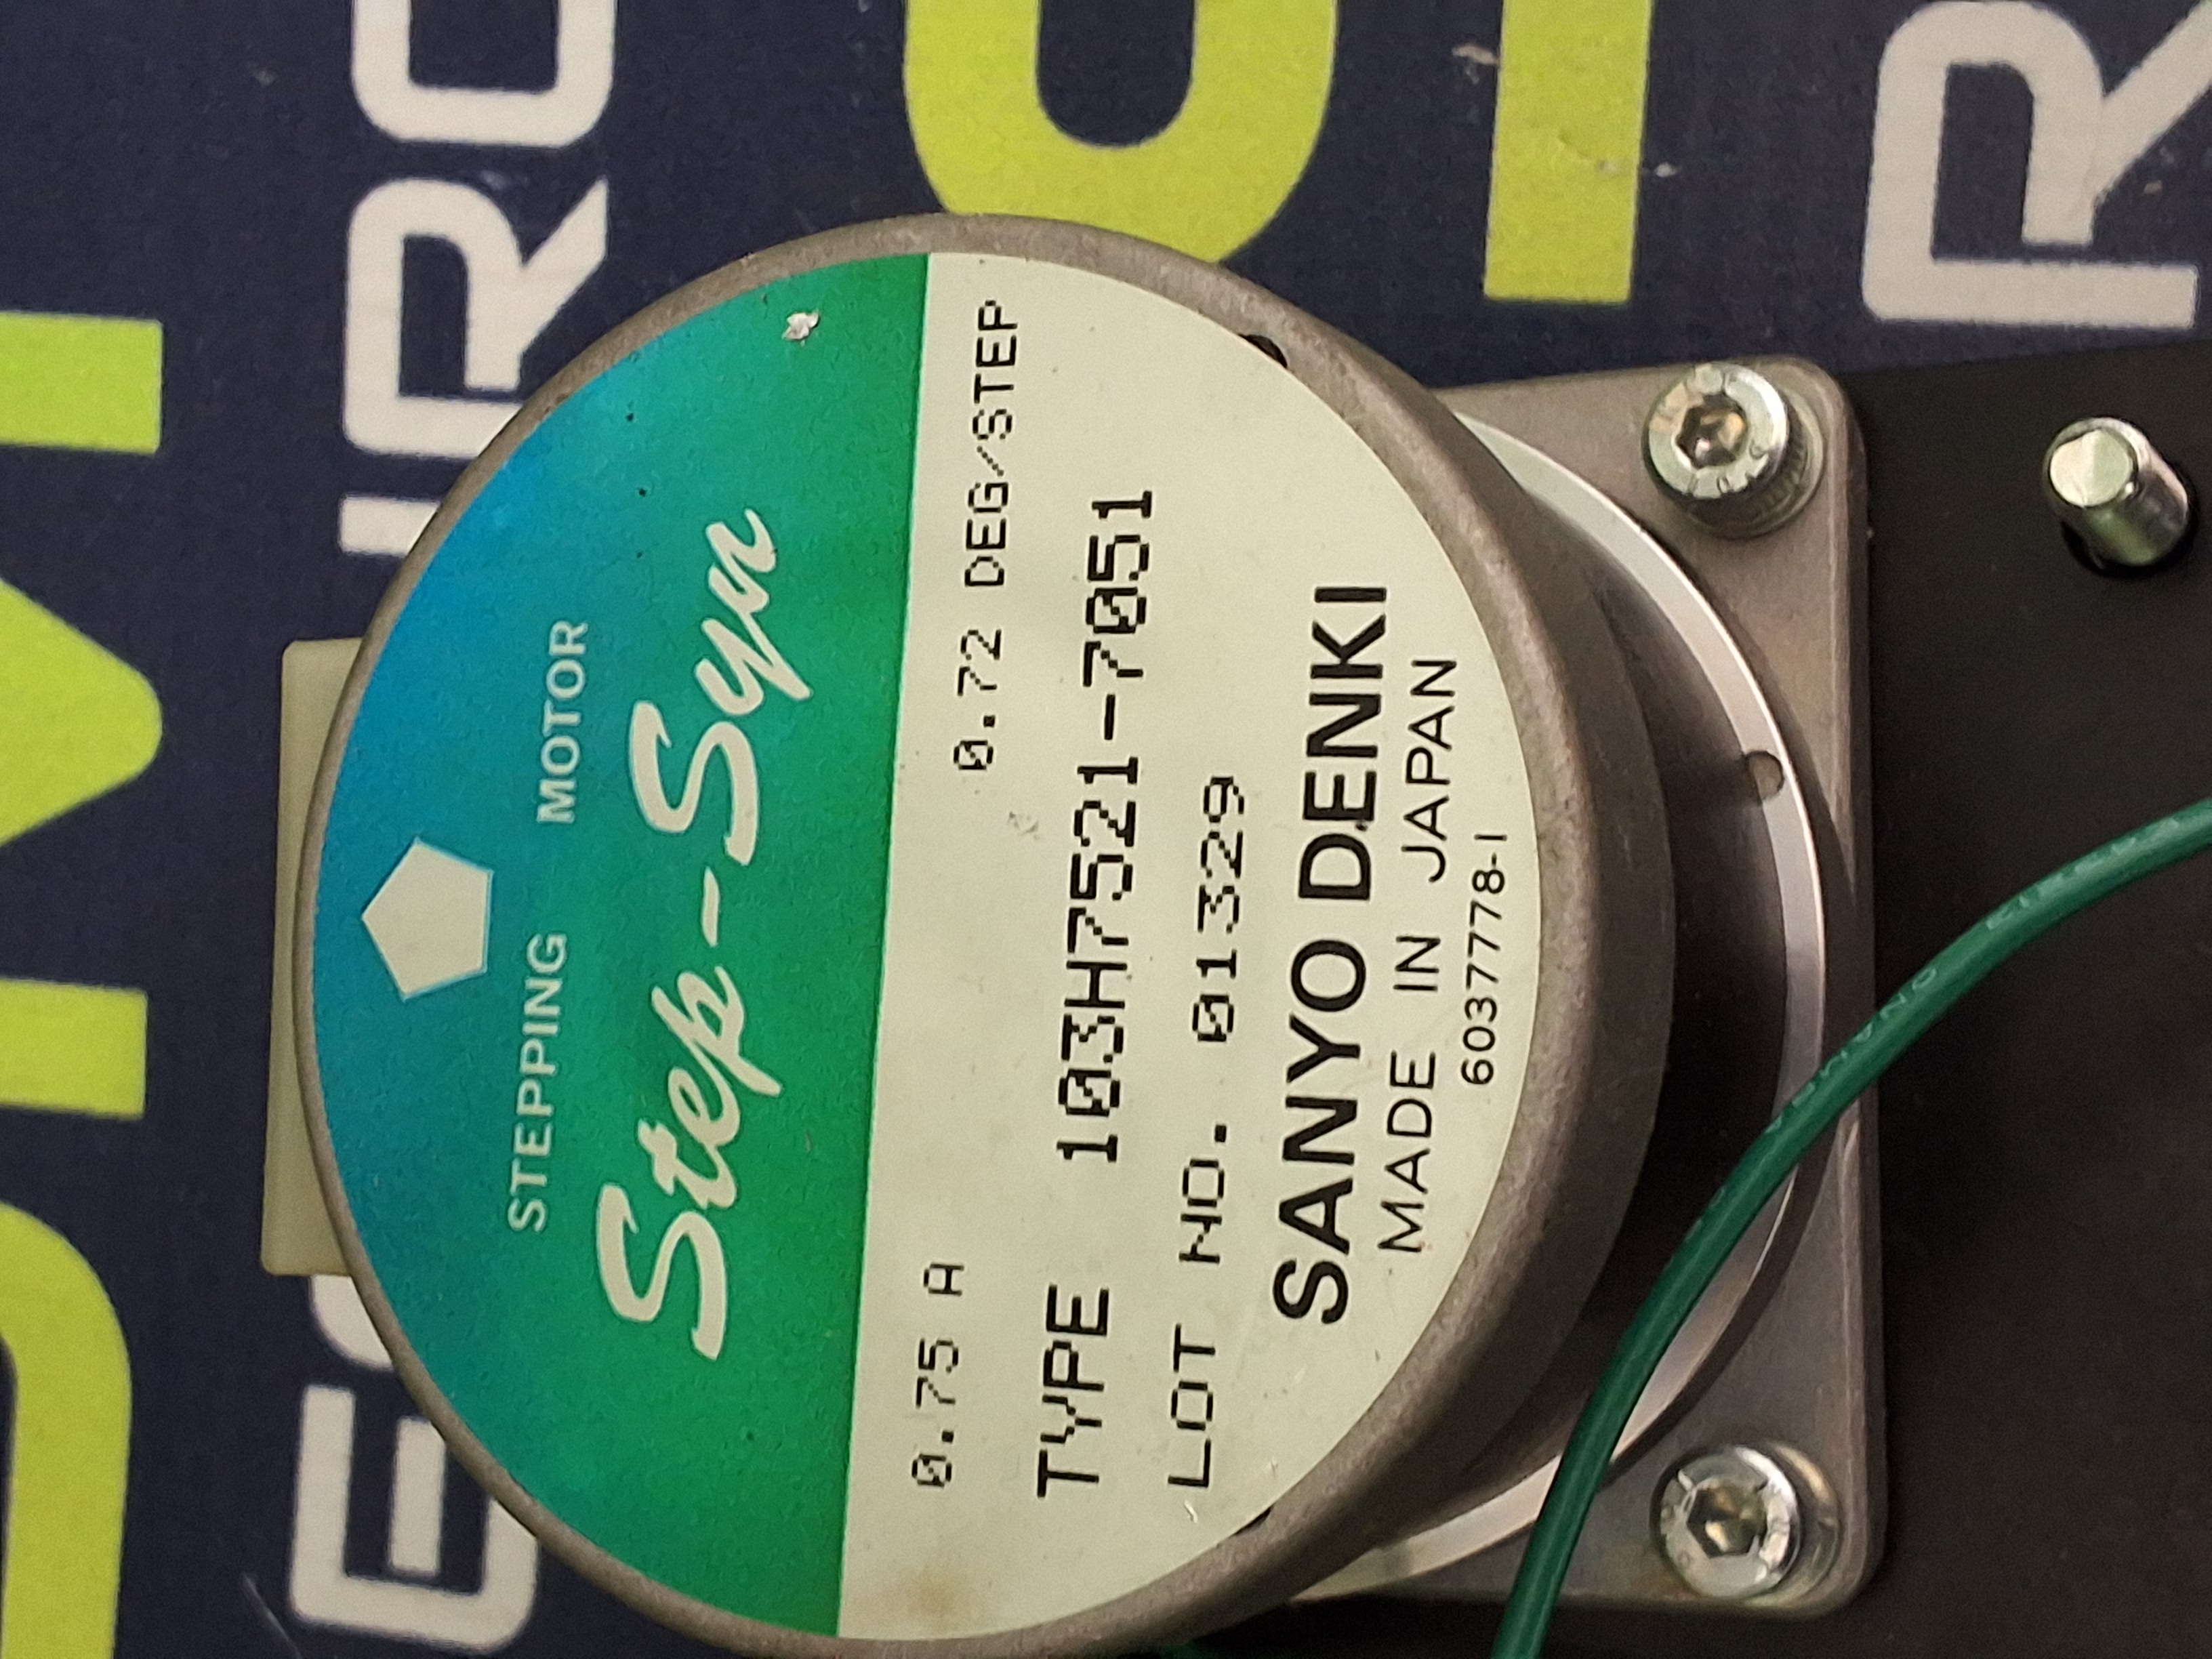 STEPPING MOTOR
Step-Syn
0.75 A 0.72 DEG/STEP
TYPE 103H7521-7051
LOT NO. 01329
SANYO DENKI
MADE IN JAPAN
6037778-1